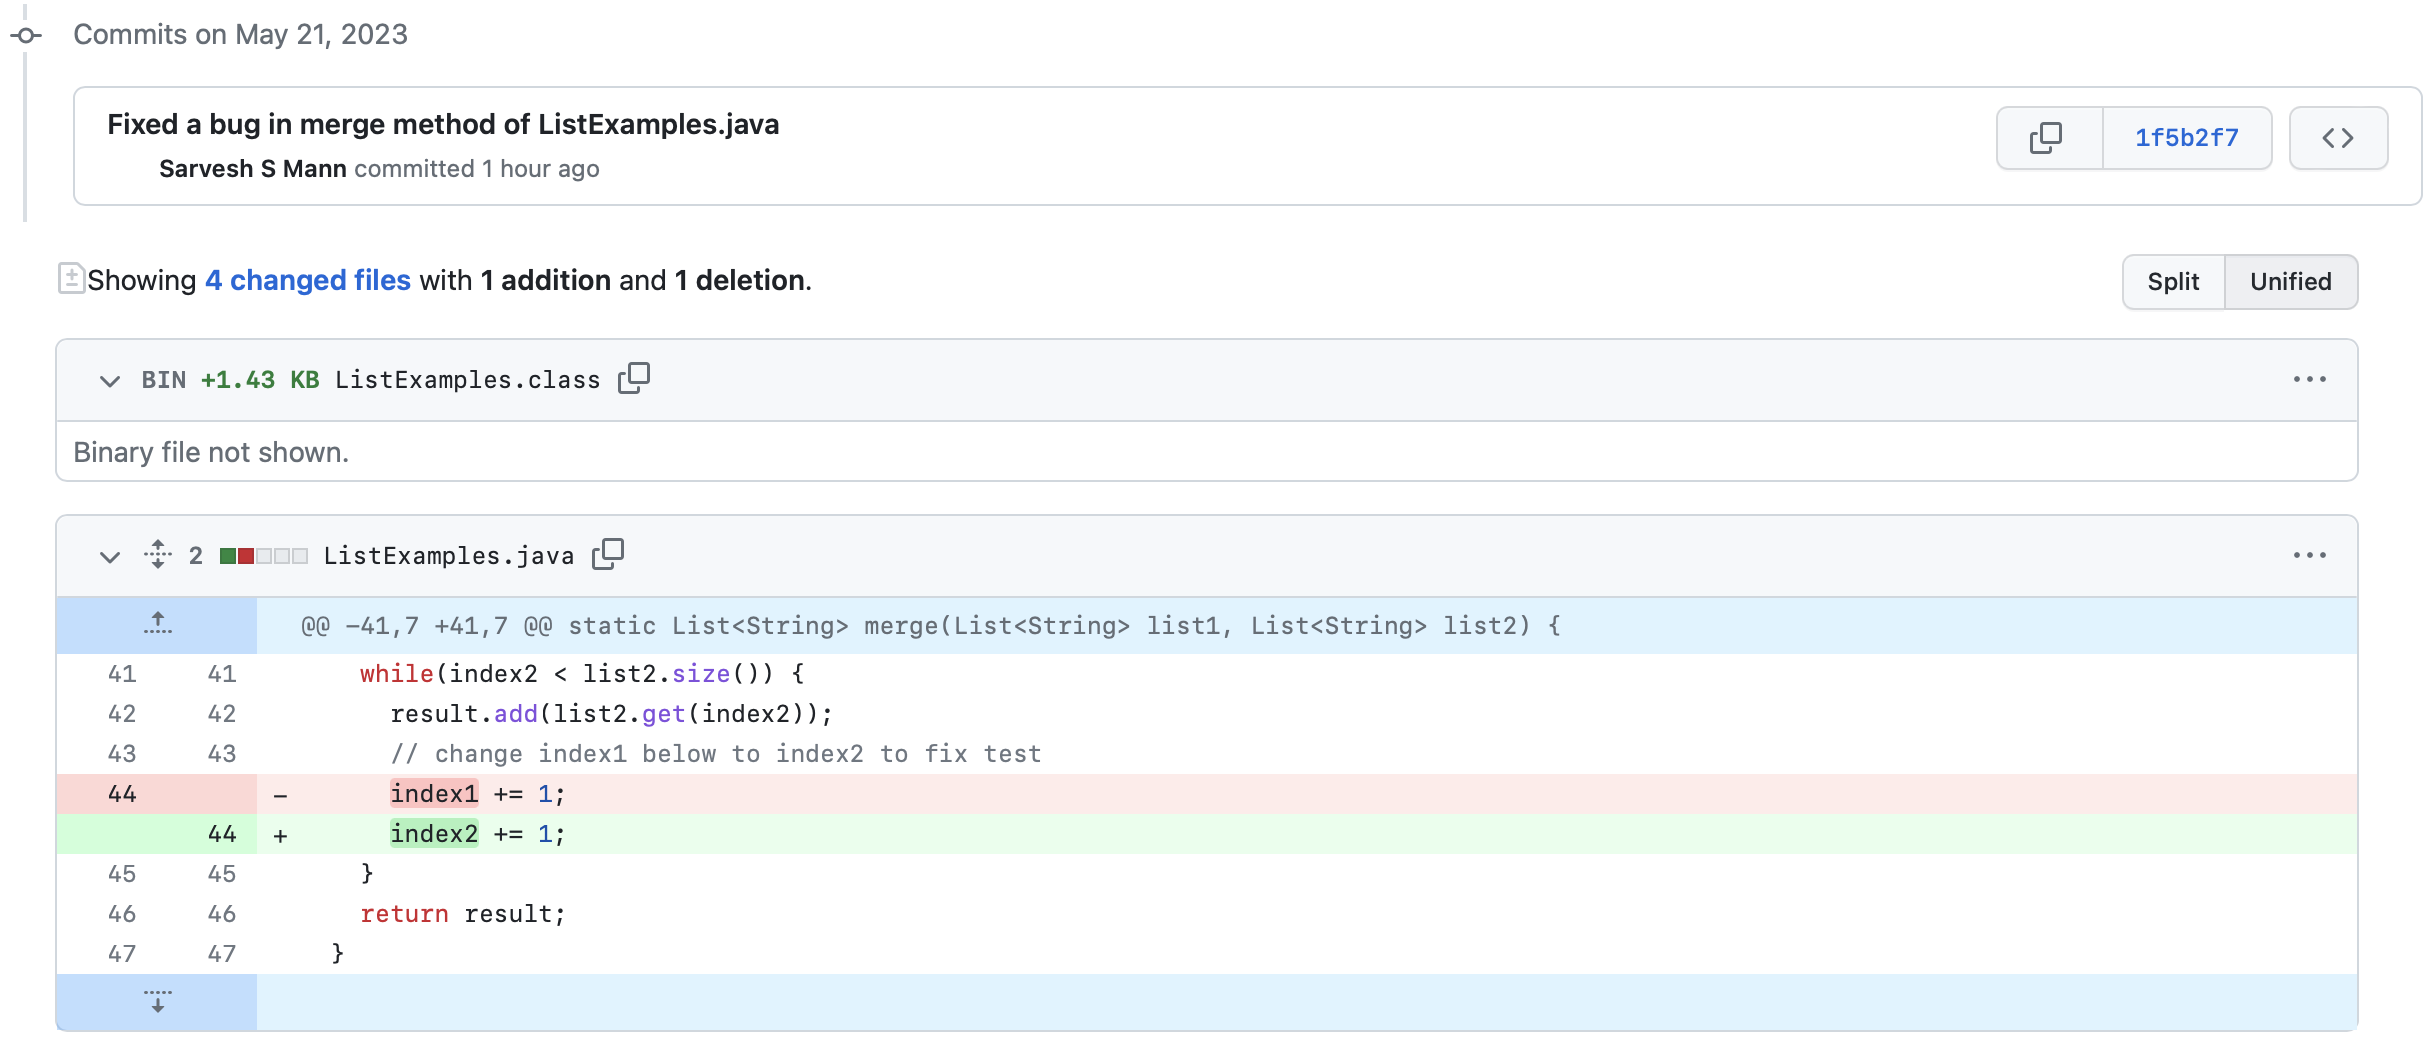 Commits on May 21, 2023
Fixed a bug in merge method of ListExamples.java
1f5b2f7
Sarvesh S Mann committed 1 hour ago
Showing 4 changed files with 1 addition and 1 deletion.
Split Unified
BIN +1.43 KB ListExamples.class
Binary file not shown.
2 ListExamples.java
@@ -41,7 +41,7 @@ static List<String> merge(List<String> list1, List<String> list2) {
41 41 while(index2 < list2.size()) {
42 42 result.add(list2.get(index2));
43 43 // change index1 below to index2 to fix test
44 - index1 += 1;
44 + index2 += 1;
45 45 }
46 46 return result;
47 47 }